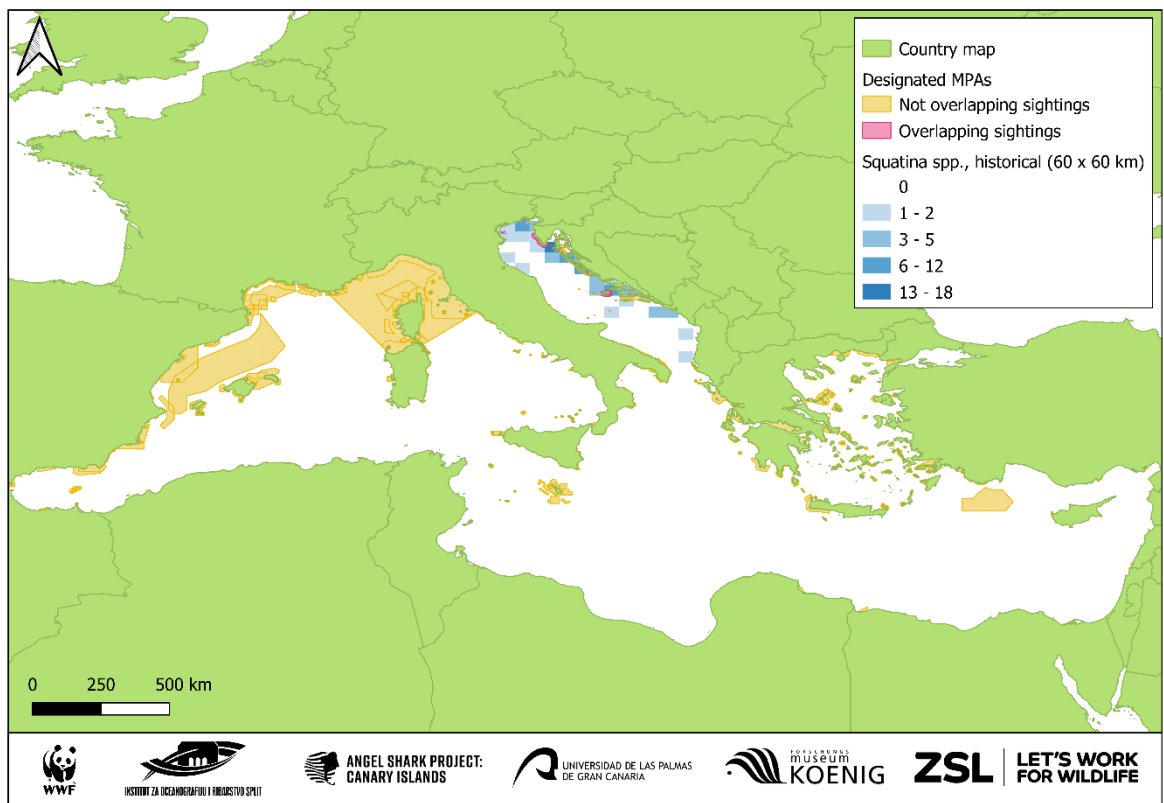 Country map
Designated MPAs
Not overlapping sightings
Overlapping sightings
Squatina spp., historical (60 x 60 km)
0
1 - 2
3 - 5
6 - 12
13 - 18
0 250 500 km
WWF
INSTITUT ZA OCEANOGRAFIJU I RIBARSTVO SPLIT
ANGEL SHARK PROJECT:
CANARY ISLANDS
UNIVERSIDAD DE LAS PALMAS
DE GRAN CANARIA
FORSCHUNGS
museum
KOENIG
ZSL
LET'S WORK
FOR WILDLIFE